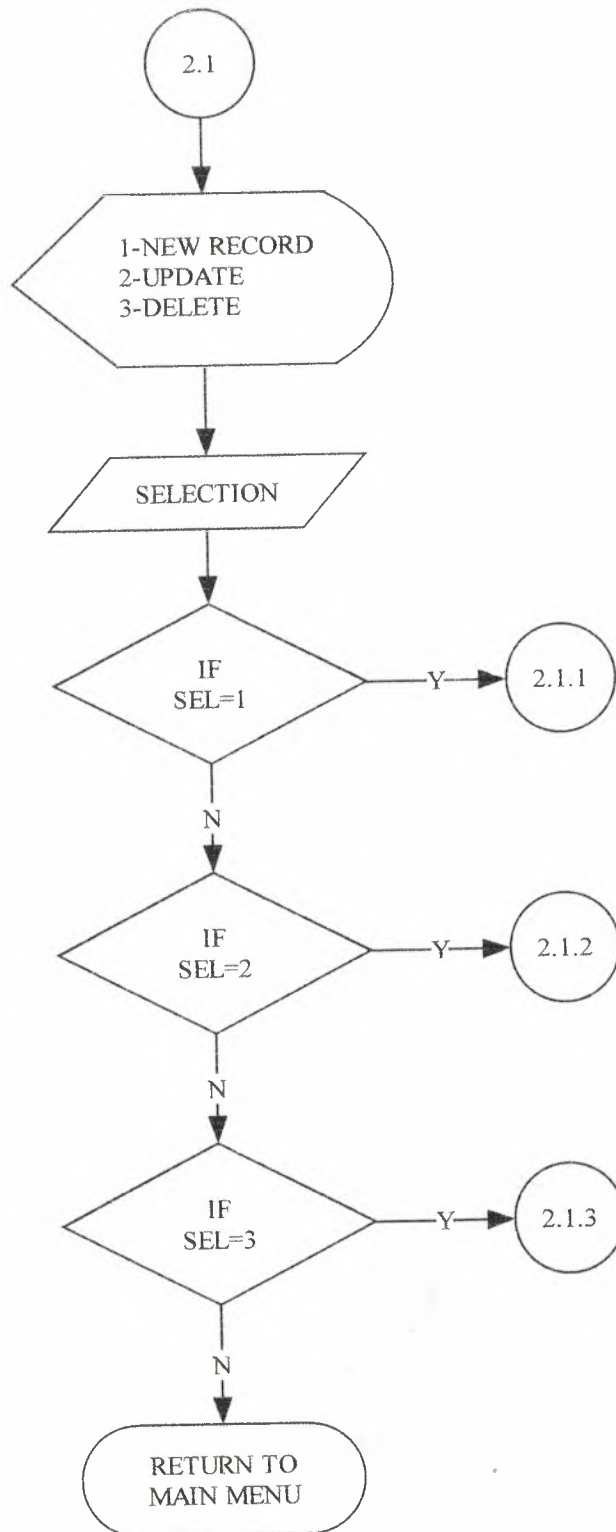 2.1
1-NEW RECORD
2-UPDATE
3-DELETE
SELECTION
IF
SEL=1
Y
2.1.1
N
IF
SEL=2
Y
2.1.2
N
IF
SEL=3
Y
2.1.3
N
RETURN TO
MAIN MENU